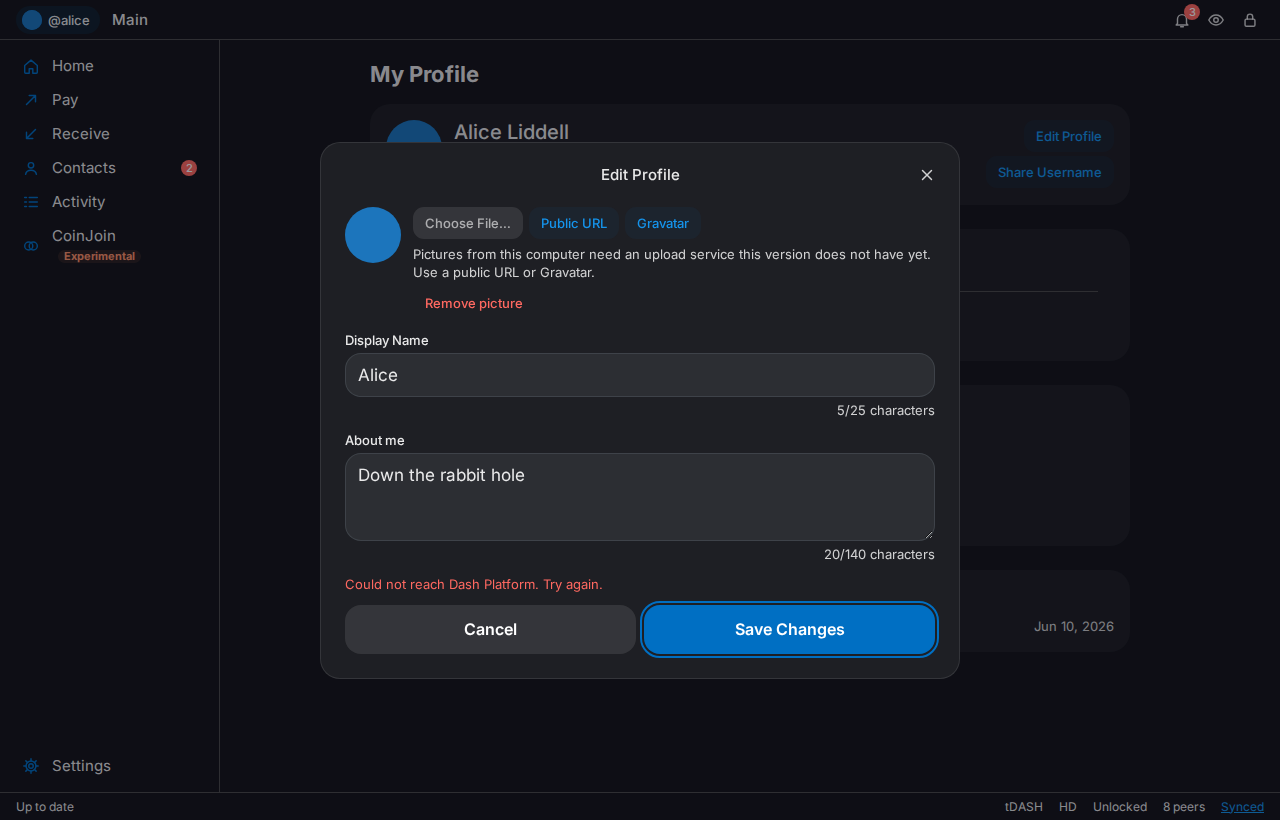 @alice
Main
3
Home
Pay
Receive
Contacts
2
Activity
CoinJoin
Experimental
Settings
My Profile
Alice Liddell
Edit Profile
Share Username
Jun 10, 2026
Edit Profile
Choose File...
Public URL
Gravatar
Pictures from this computer need an upload service this version does not have yet.
Use a public URL or Gravatar.
Remove picture
Display Name
Alice
5/25 characters
About me
Down the rabbit hole
20/140 characters
Could not reach Dash Platform. Try again.
Cancel
Save Changes
Up to date
tDASH
HD
Unlocked
8 peers
Synced